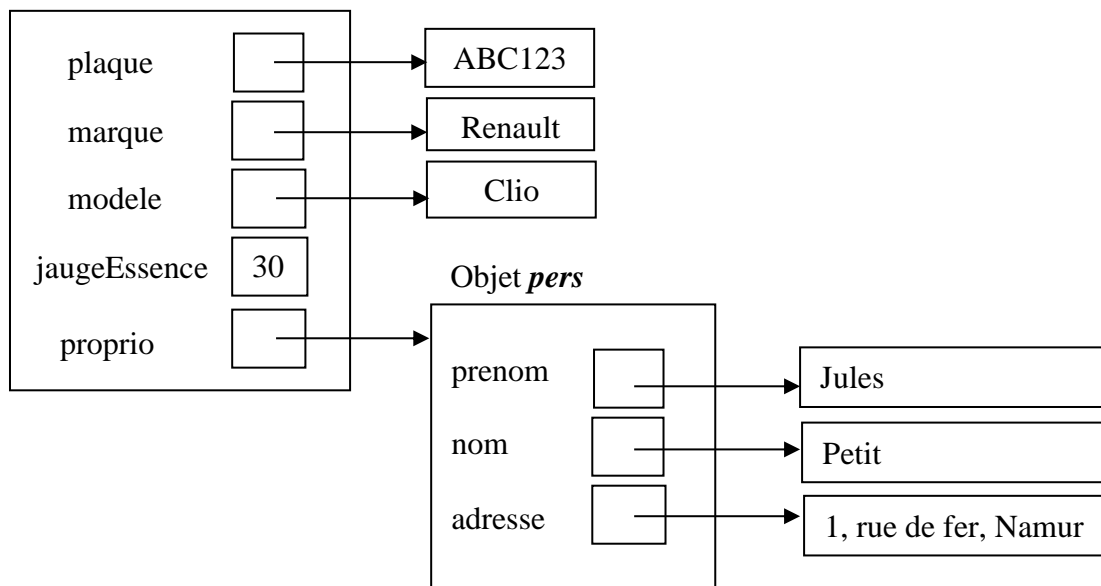 plaque ABC123
marque Renault
modele Clio
jaugeEssence 30
Objet pers
proprio
prenom Jules
nom Petit
adresse 1, rue de fer, Namur